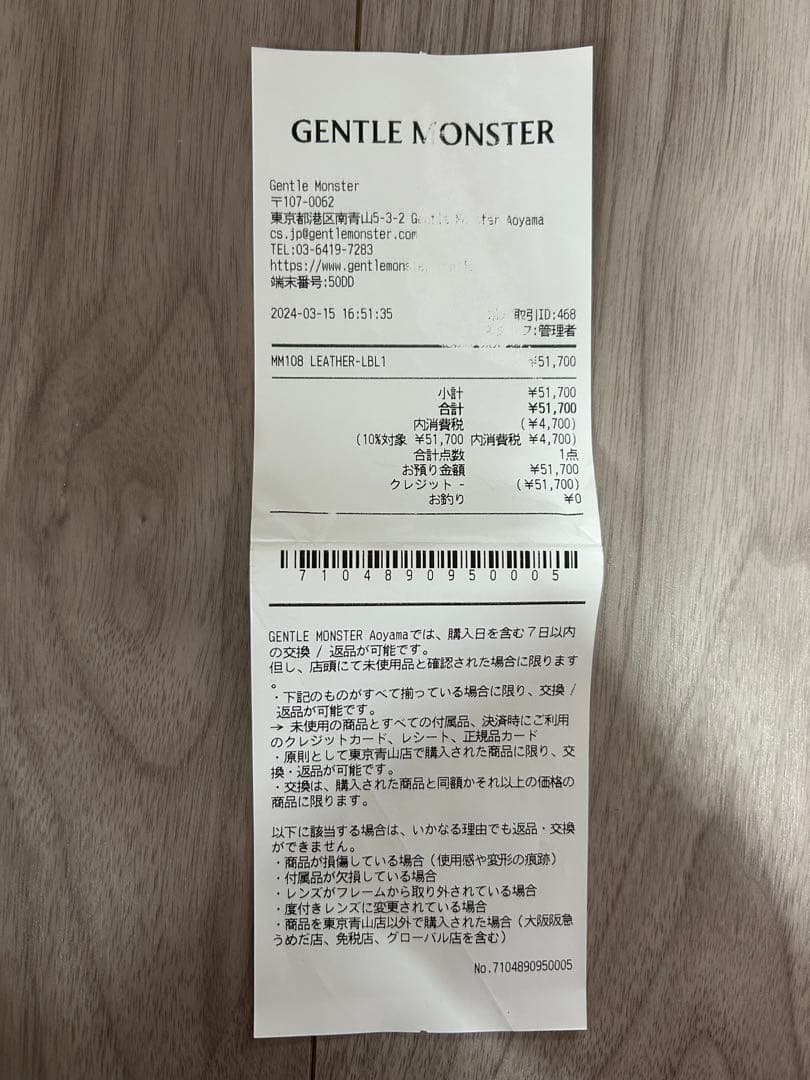 GENTLE MONSTER
Gentle Monster
〒107-0062
東京都港区南青山5-3-2 Gentle Monster Aoyama
cs.jp@gentlemonster.com
TEL:03-6419-7283
https://www.gentlemonster
端末番号:50DD
2024-03-15 16:51:35 取引ID:468
フ:管理者
MM108 LEATHER-LBL1 ¥51,700
小計 ¥51,700
合計 ¥51,700
内消費税 (¥4,700)
(10%対象 ¥51,700 内消費税 ¥4,700)
合計点数 1点
お預り金額 ¥51,700
クレジット - (¥51,700)
お釣り ¥0
7104890950005
GENTLE MONSTER Aoyamaでは、購入日を含む7日以内
の交換 / 返品が可能です。
但し、店頭にて未使用品と確認された場合に限ります
。
・下記のものがすべて揃っている場合に限り、交換 /
返品が可能です。
→ 未使用の商品とすべての付属品、決済時にご利用
のクレジットカード、レシート、正規品カード
・原則として東京青山店で購入された商品に限り、交
換・返品が可能です。
・交換は、購入された商品と同額かそれ以上の価格の
商品に限ります。
以下に該当する場合は、いかなる理由でも返品・交換
ができません。
・商品が損傷している場合(使用感や変形の痕跡)
・付属品が欠損している場合
・レンズがフレームから取り外されている場合
・度付きレンズに変更されている場合
・商品を東京青山店以外で購入された場合(大阪阪急
うめだ店、免税店、グローバル店を含む)
No.7104890950005